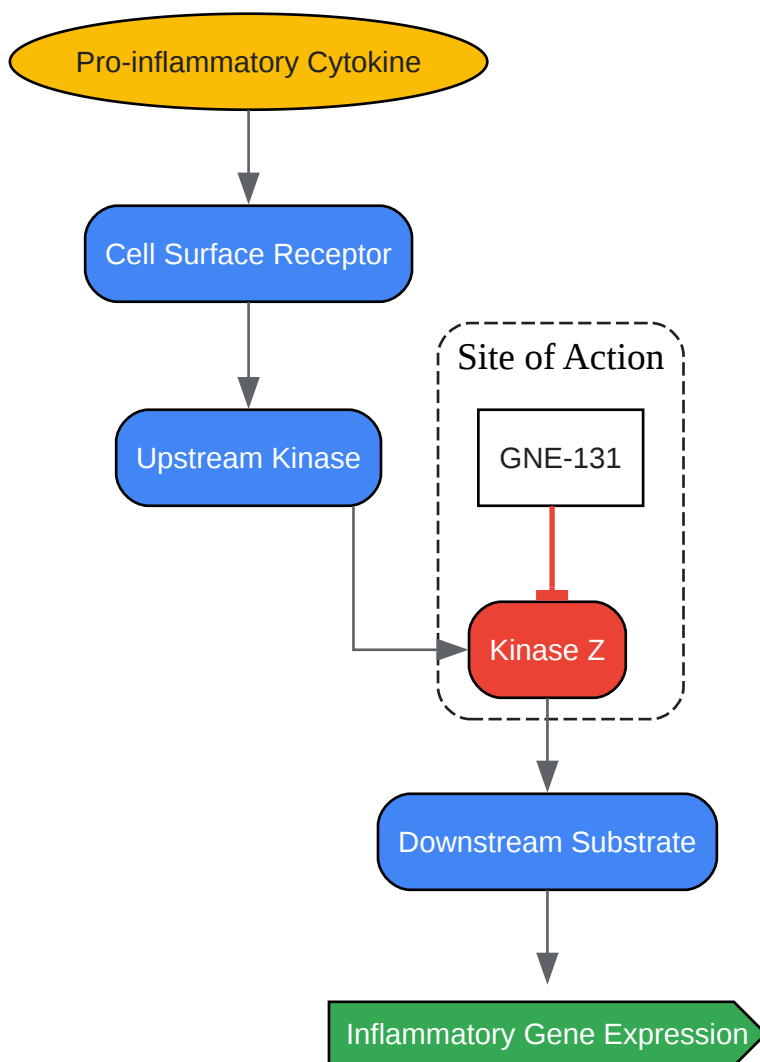 Pro-inflammatory Cytokine
Cell Surface Receptor
Site of Action
Upstream Kinase
GNE-131
Kinase Z
Downstream Substrate
Inflammatory Gene Expression